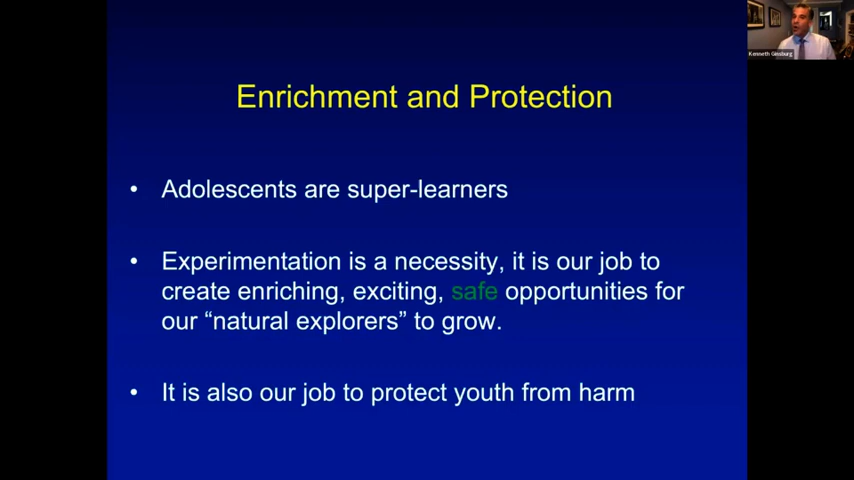 Kenneth Ginsburg
Enrichment and Protection
• Adolescents are super-learners
• Experimentation is a necessity, it is our job to
create enriching, exciting, safe opportunities for
our “natural explorers” to grow.
• It is also our job to protect youth from harm